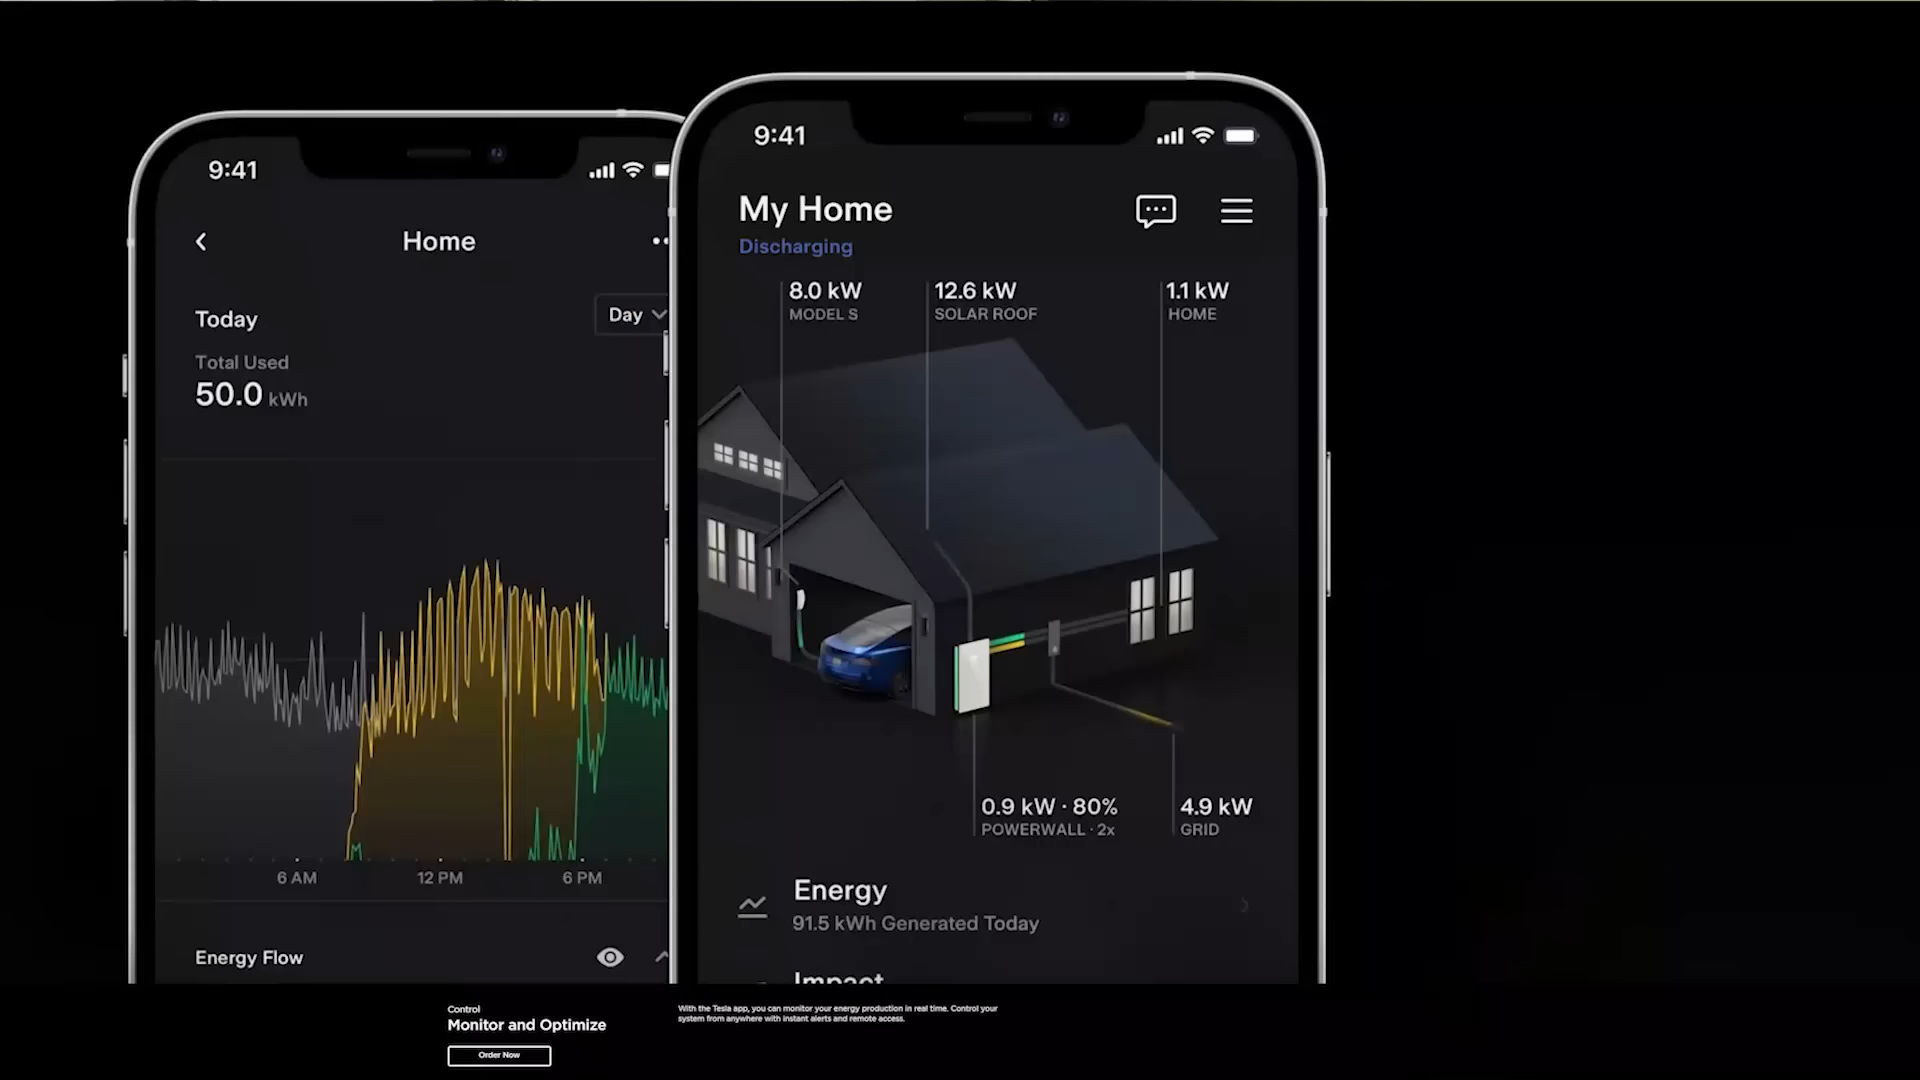 9:41
Home
Today
Day
Total Used
50.0 kWh
6 AM
12 PM
6 PM
Energy Flow
9:41
My Home
Discharging
8.0 kW
MODEL S
12.6 kW
SOLAR ROOF
1.1 kW
HOME
0.9 kW · 80%
POWERWALL · 2x
4.9 kW
GRID
Energy
91.5 kWh Generated Today
Impact
Control
Monitor and Optimize
Order Now
With the Tesla app, you can monitor your energy production in real time. Control your
system from anywhere with instant alerts and remote access.